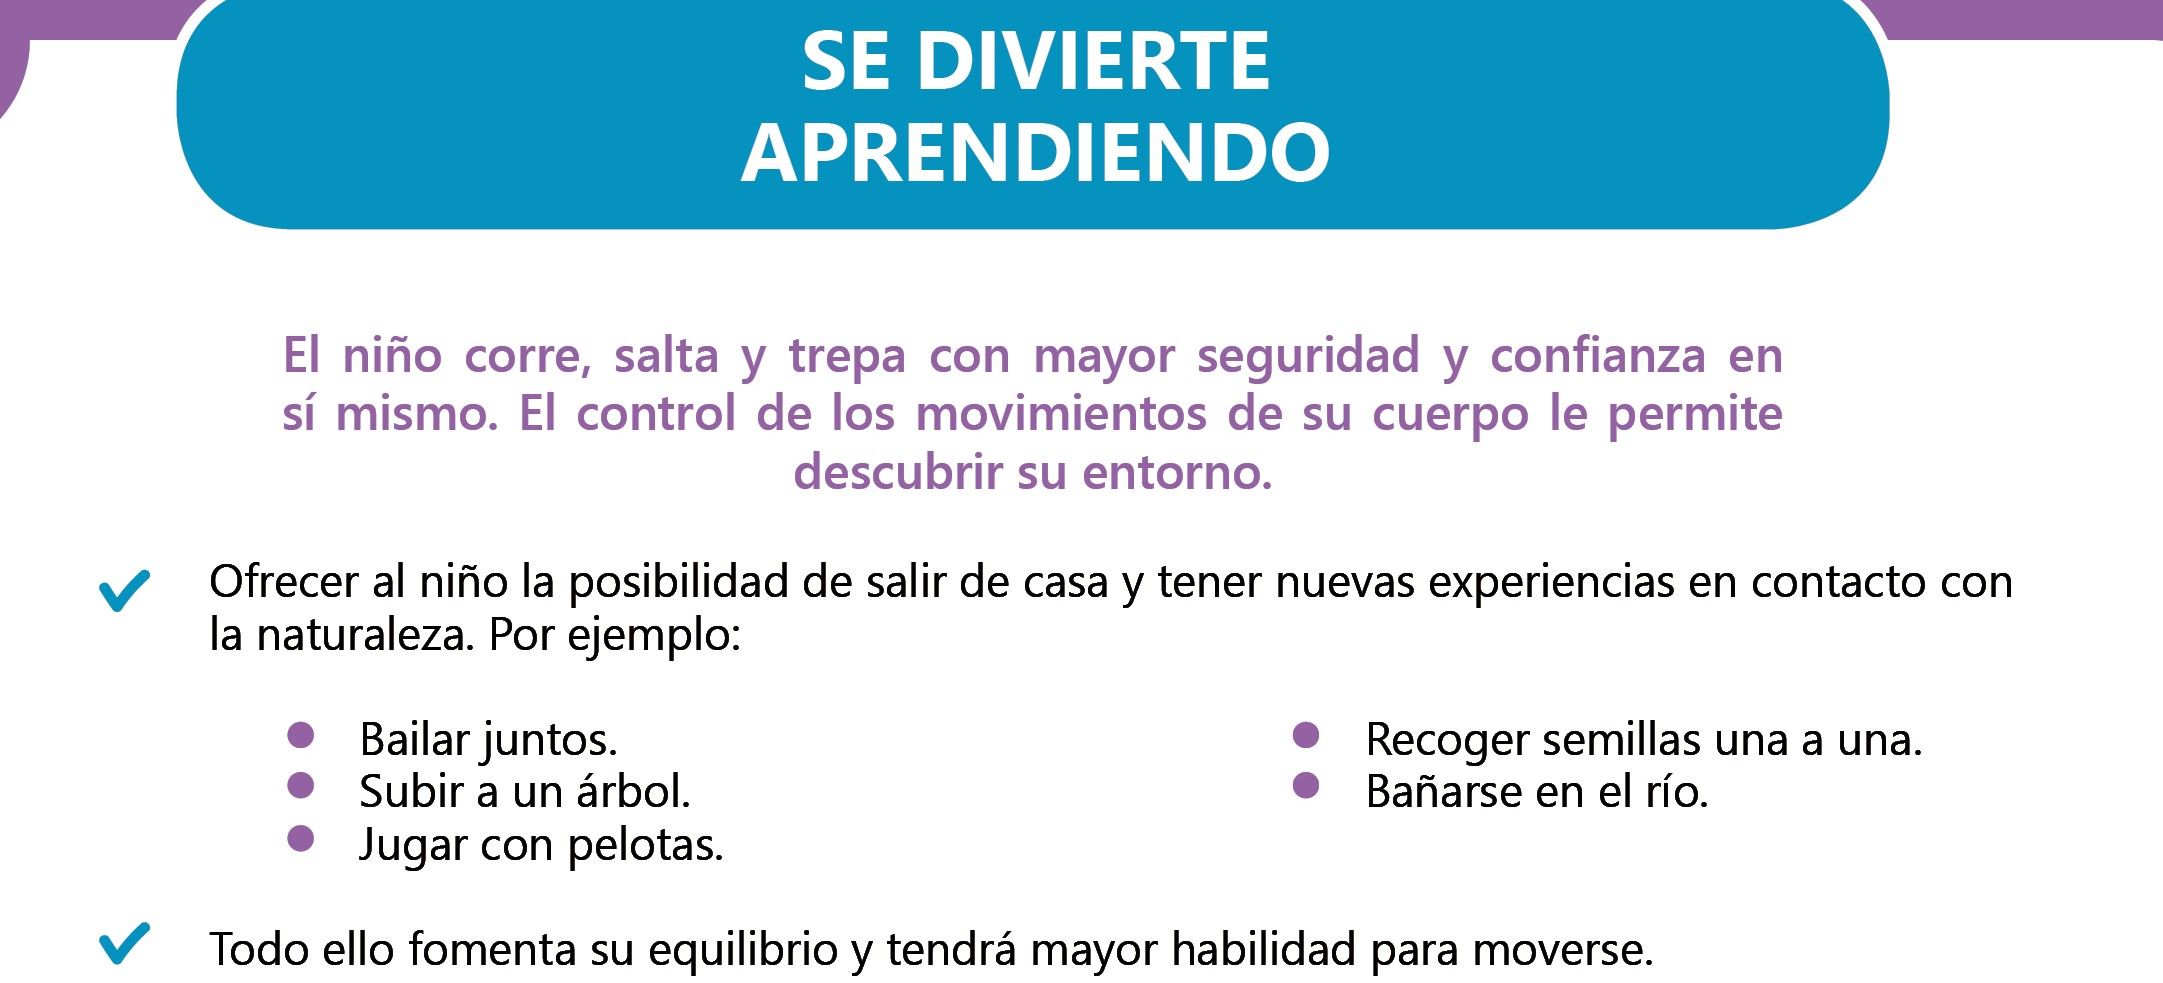 SE DIVIERTE
APRENDIENDO
El niño corre, salta y trepa con mayor seguridad y confianza en
sí mismo. El control de los movimientos de su cuerpo le permite
descubrir su entorno.
Ofrecer al niño la posibilidad de salir de casa y tener nuevas experiencias en contacto con
la naturaleza. Por ejemplo:
Bailar juntos.
Subir a un árbol.
Jugar con pelotas.
Recoger semillas una a una.
Bañarse en el río.
Todo ello fomenta su equilibrio y tendrá mayor habilidad para moverse.